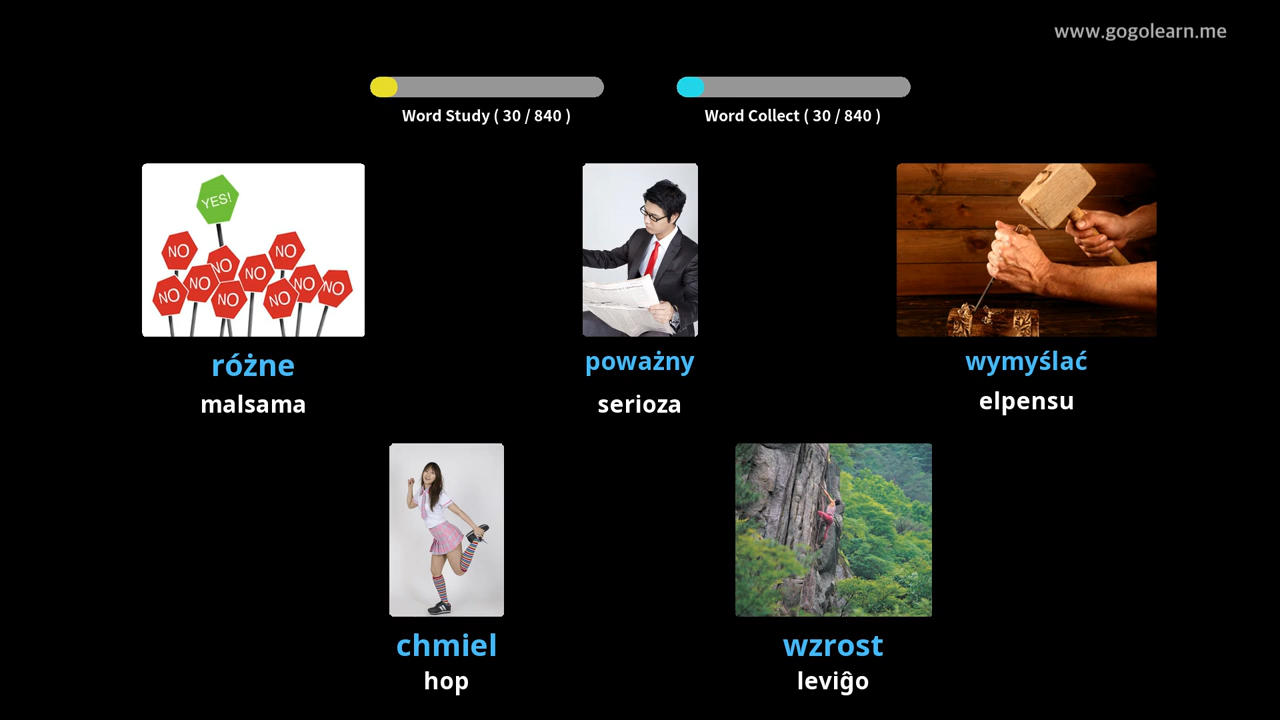 www.gogolearn.me
Word Study ( 30 / 840 )
Word Collect ( 30 / 840 )
YES!
NO
NO
NO
NO
NO
NO
NO
NO
NO
NO
różne
malsama
poważny
serioza
wymyślać
elpensu
chmiel
hop
wzrost
leviĝo